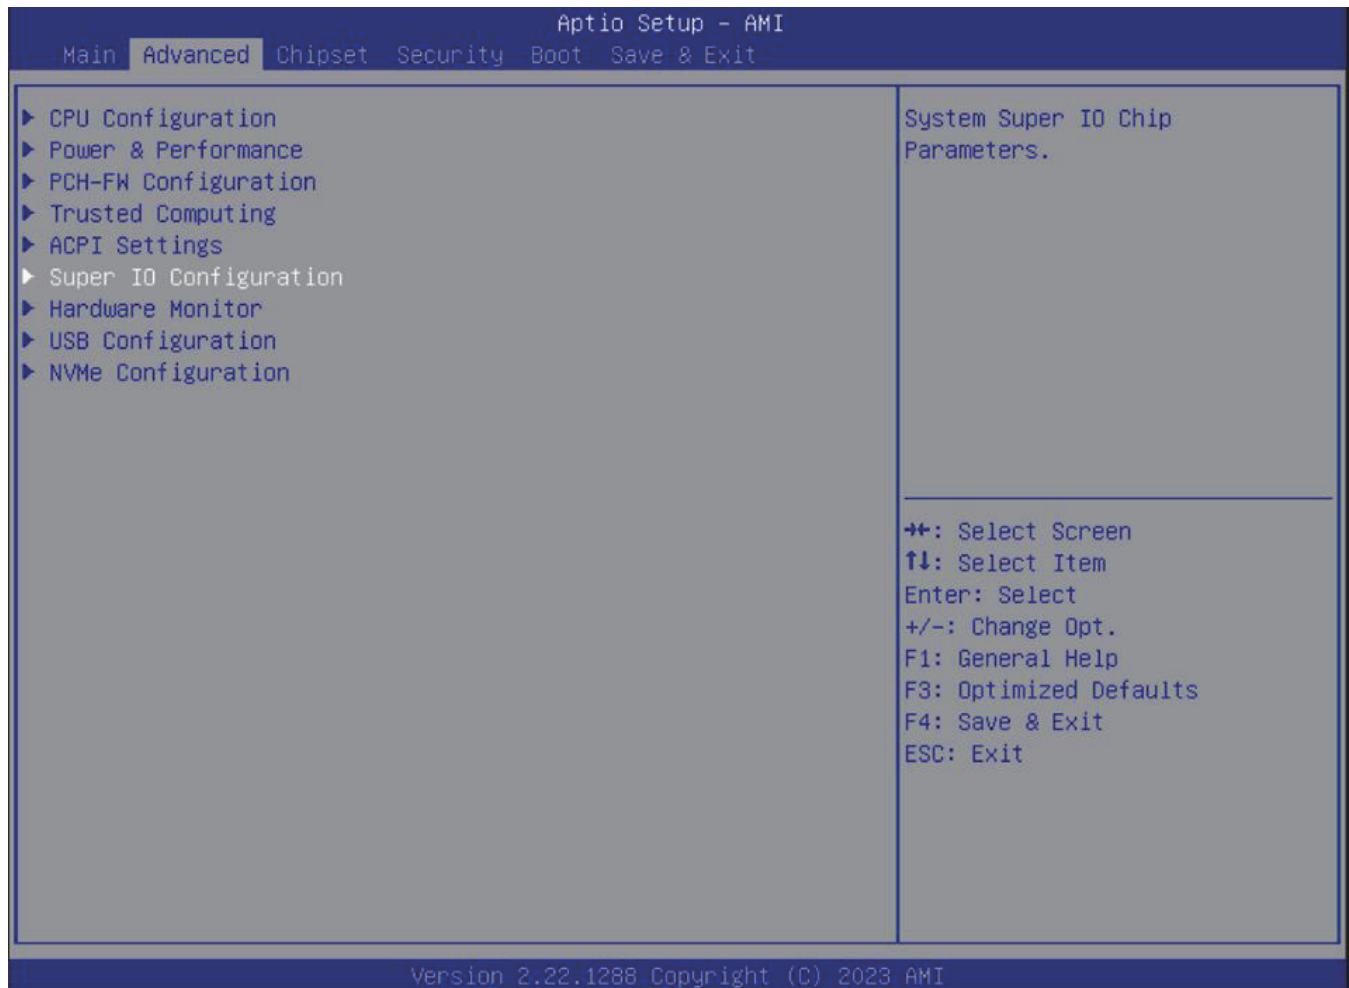 Aptio Setup – AMI
Main Advanced Chipset Security Boot Save & Exit
▶ CPU Configuration
▶ Power & Performance
▶ PCH-FW Configuration
▶ Trusted Computing
▶ ACPI Settings
▶ Super IO Configuration
▶ Hardware Monitor
▶ USB Configuration
▶ NVMe Configuration
System Super IO Chip
Parameters.
→←: Select Screen
↑↓: Select Item
Enter: Select
+/-: Change Opt.
F1: General Help
F3: Optimized Defaults
F4: Save & Exit
ESC: Exit
Version 2.22.1288 Copyright (C) 2023 AMI